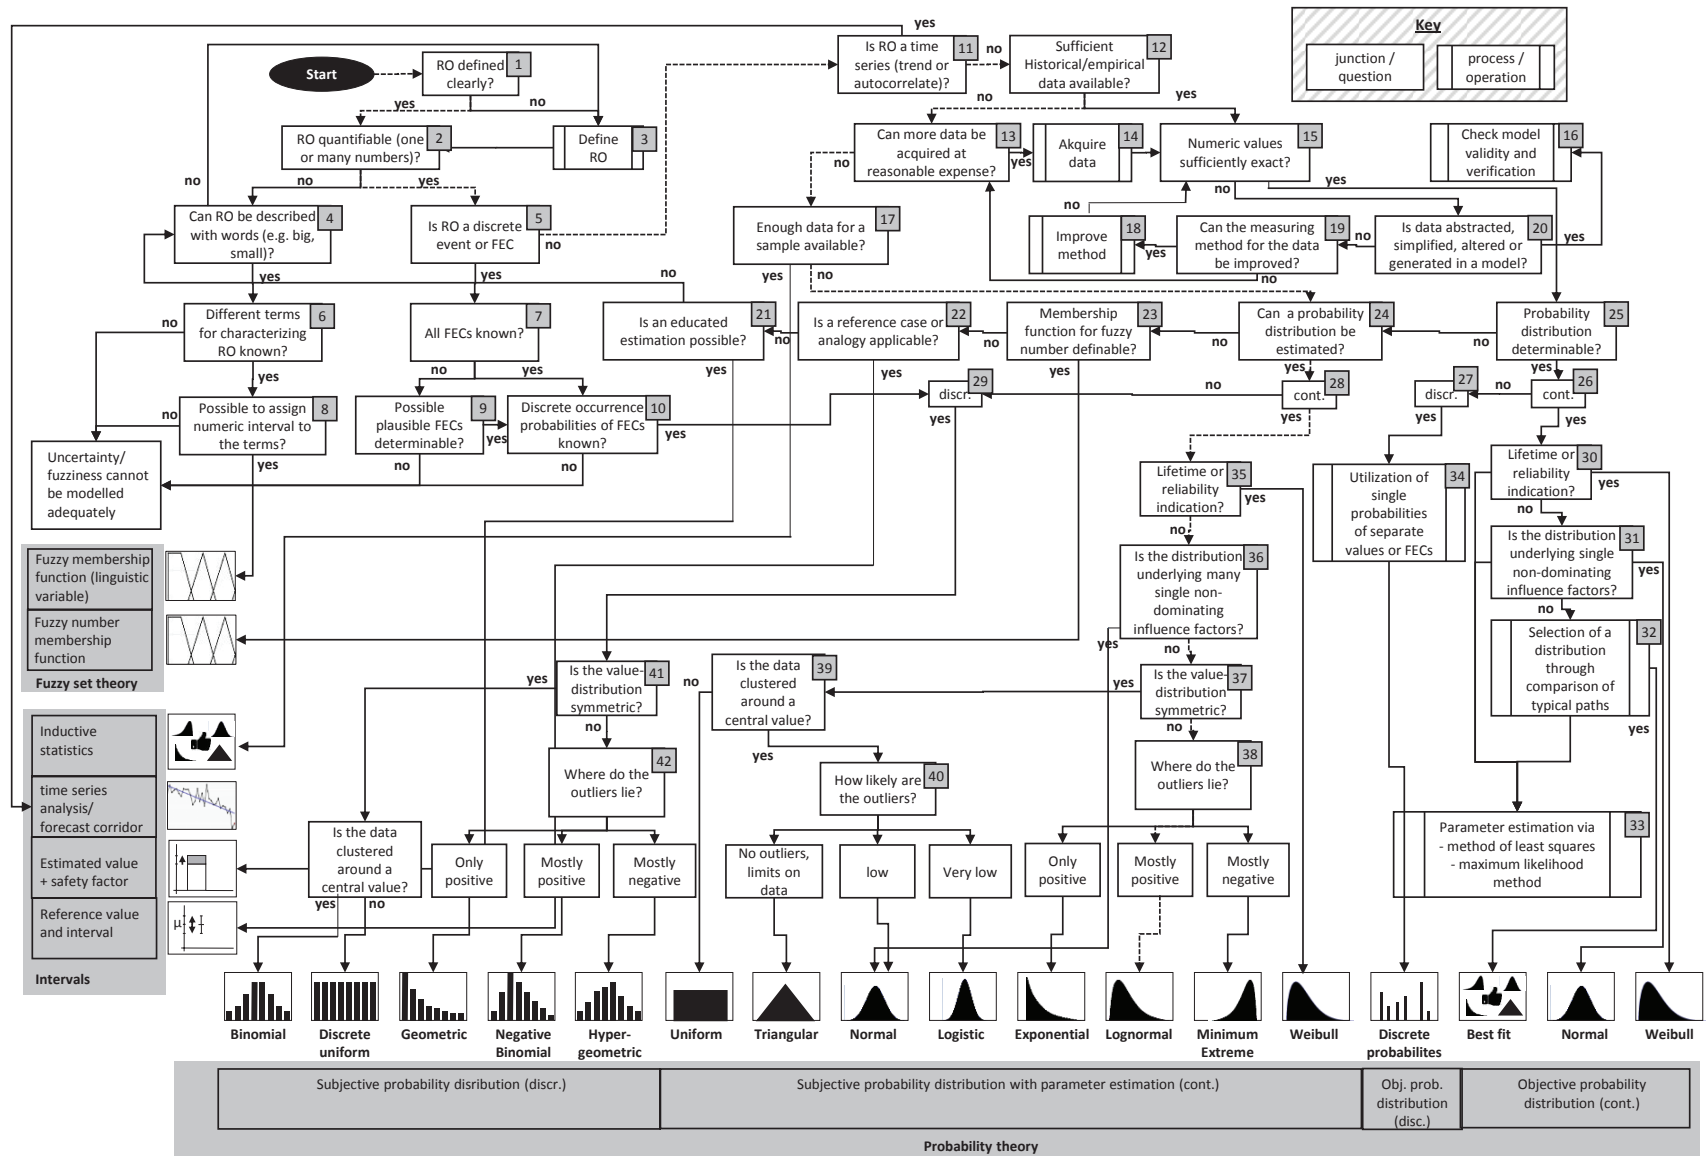 yes
Key
junction /
question
process /
operation
Start
RO defined
clearly?
1
Is RO a time
series (trend or
autocorrelate)?
11
no
Sufficient
Historical/empirical
data available?
12
yes
no
no
yes
RO quantifiable (one
or many numbers)?
2
Define
RO
3
Can more data be
acquired at
reasonable expense?
13
Akquire
data
14
Numeric values
sufficiently exact?
15
Check model
validity and
verification
16
no
yes
no
no
yes
no
yes
Can RO be described
with words (e.g. big,
small)?
4
Is RO a discrete
event or FEC
5
no
Enough data for a
sample available?
17
no
Improve
method
18
yes
Can the measuring
method for the data
be improved?
19
no
Is data abstracted,
simplified, altered or
generated in a model?
20
yes
yes
yes
no
yes
no
no
Different terms
for characterizing
RO known?
6
no
All FECs known?
7
Is an educated
estimation possible?
21
no
Is a reference case or
analogy applicable?
22
no
Membership
function for fuzzy
number definable?
23
no
Can a probability
distribution be
estimated?
24
no
Probability
distribution
determinable?
25
yes
no
yes
yes
yes
yes
yes
yes
Possible to assign
numeric interval to
the terms?
8
no
Possible
plausible FECs
determinable?
9
yes
Discrete occurrence
probabilities of FECs
known?
10
yes
discr.
29
no
cont.
28
discr.
27
no
cont.
26
yes
no
no
yes
yes
yes
yes
Uncertainty/
fuzziness cannot
be modelled
adequately
Lifetime or
reliability
indication?
35
yes
no
Utilization of
single
probabilities
of separate
values or FECs
34
Lifetime or
reliability
indication?
30
yes
no
Is the distribution
underlying many
single non-
dominating
influence factors?
36
yes
no
Is the distribution
underlying single
non-dominating
influence factors?
31
yes
no
Fuzzy membership
function (linguistic
variable)
Fuzzy number
membership
function
Fuzzy set theory
Selection of a
distribution
through
comparison of
typical paths
32
yes
Is the value-
distribution
symmetric?
41
yes
no
Is the data
clustered
around a
central value?
39
no
yes
Is the value-
distribution
symmetric?
37
yes
no
Inductive
statistics
time series
analysis/
forecast corridor
Estimated value
+ safety factor
Reference value
and interval
μ
Intervals
Where do the
outliers lie?
42
How likely are
the outliers?
40
Where do the
outliers lie?
38
Parameter estimation via
- method of least squares
- maximum likelihood
method
33
Is the data
clustered
around a
central value?
yes
no
Only
positive
Mostly
positive
Mostly
negative
No outliers,
limits on
data
low
Very low
Only
positive
Mostly
positive
Mostly
negative
Binomial
Discrete
uniform
Geometric
Negative
Binomial
Hyper-
geometric
Uniform
Triangular
Normal
Logistic
Exponential
Lognormal
Minimum
Extreme
Weibull
Discrete
probabilites
Best fit
Normal
Weibull
Subjective probability disribution (discr.)
Subjective probability distribution with parameter estimation (cont.)
Obj. prob.
distribution
(disc.)
Objective probability
distribution (cont.)
Probability theory